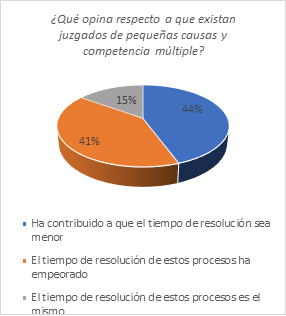 ¿Qué opina respecto a que existan
juzgados de pequeñas causas y
competencia múltiple?
15%
44%
41%
Ha contribuido a que el tiempo de resolución sea
menor
El tiempo de resolución de estos procesos ha
empeorado
El tiempo de resolución de estos procesos es el
mismo